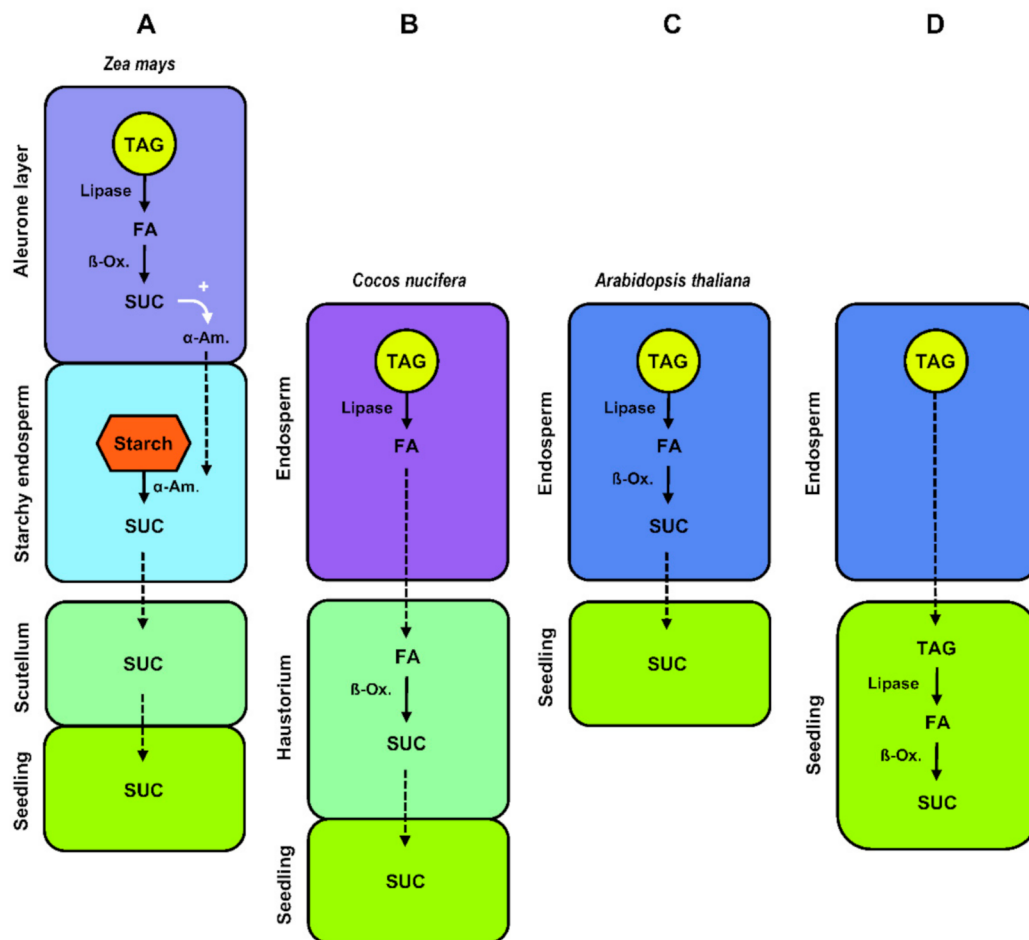 A
B
C
D
Zea mays
Aleurone layer
TAG
Lipase
FA
ß-Ox.
SUC
+
α-Am.
Starchy endosperm
Starch
α-Am.
SUC
Scutellum
SUC
Seedling
SUC
Cocos nucifera
Endosperm
TAG
Lipase
FA
Haustorium
FA
ß-Ox.
SUC
Seedling
SUC
Arabidopsis thaliana
Endosperm
TAG
Lipase
FA
ß-Ox.
SUC
Seedling
SUC
Endosperm
TAG
Seedling
TAG
Lipase
FA
ß-Ox.
SUC